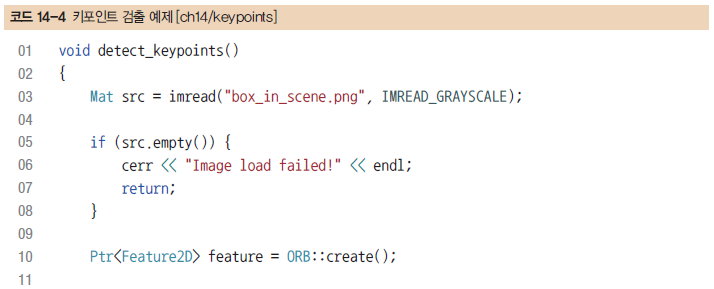 코드 14-4 키포인트 검출 예제 [ch14/keypoints]
01 void detect_keypoints()
02 {
03     Mat src = imread("box_in_scene.png", IMREAD_GRAYSCALE);
04
05     if (src.empty()) {
06         cerr << "Image load failed!" << endl;
07         return;
08     }
09
10     Ptr<Feature2D> feature = ORB::create();
11